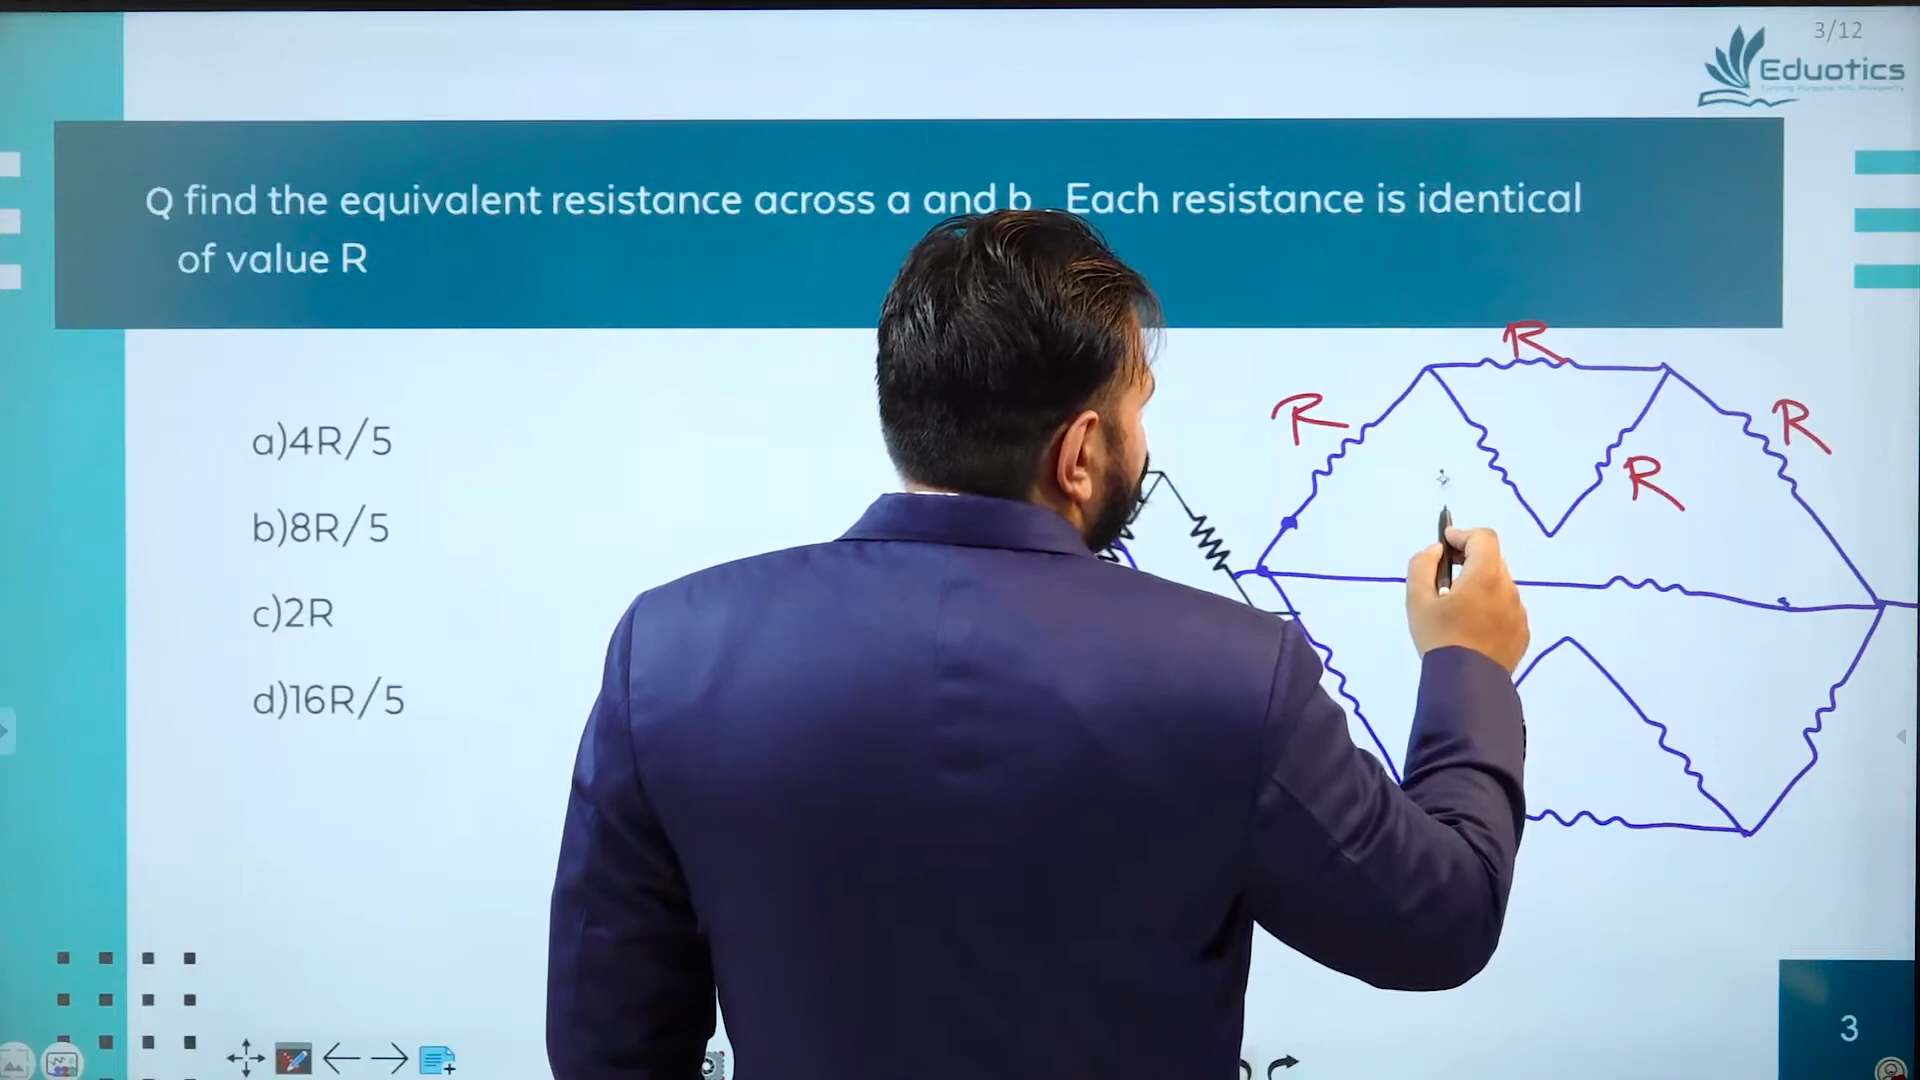 3/12
Eduotics
Q find the equivalent resistance across a and b . Each resistance is identical
of value R
R
R
R
R
a)4R/5
b)8R/5
c)2R
d)16R/5
3